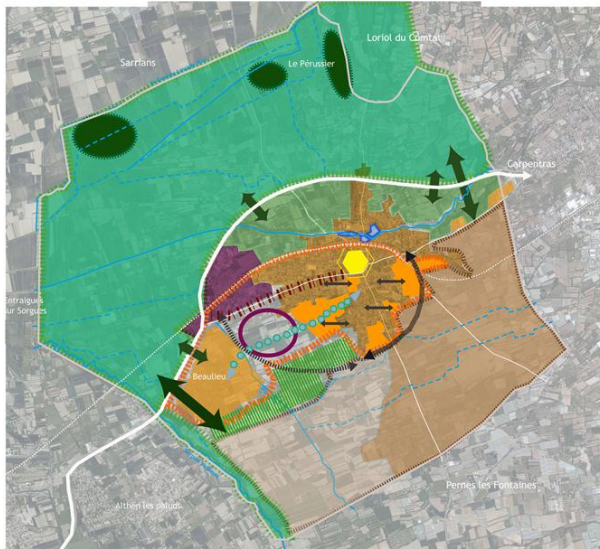 Loriol du Comtat
Sarrians
Le Pérussier
Carpentras
Entraigues
sur Sorgues
Beaulieu
Pernes les Fontaines
Althen les paluds